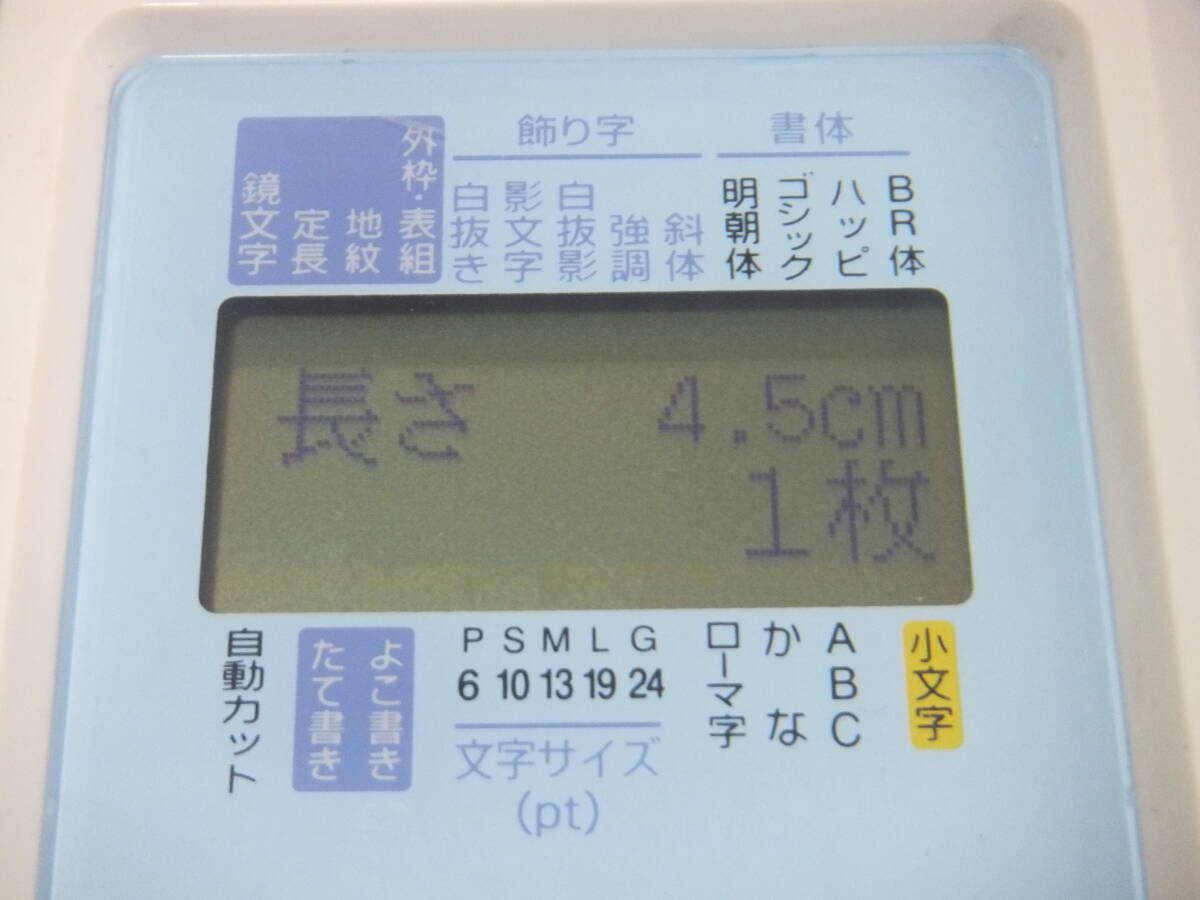 飾り字
書体
鏡文字
定長
地紋
外枠・表組
白抜き
影文字
白抜影
強調
斜体
明朝体
ゴシック
ハッピ
BR体
長さ 4.5cm
1枚
自動カット
たて書き
よこ書き
P S M L G
6 10 13 19 24
文字サイズ
(pt)
ローマ字
かな
ABC
小文字